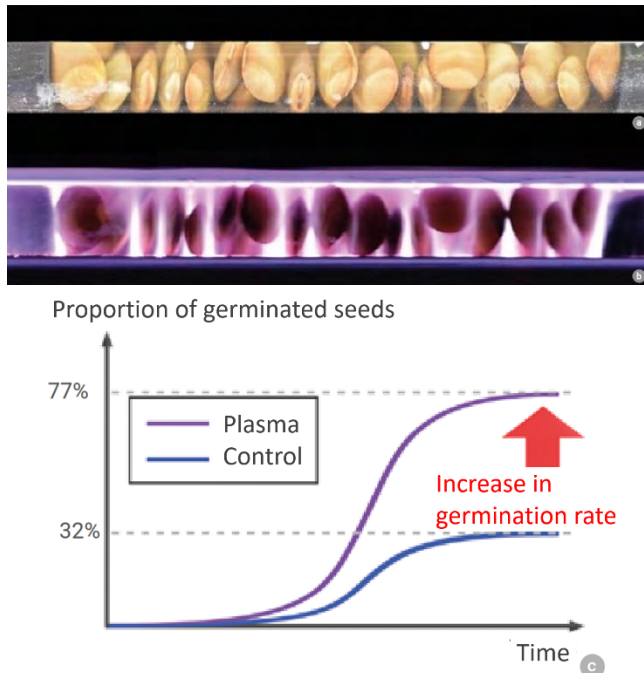 a
b
Proportion of germinated seeds
77%
Plasma
Control
Increase in
germination rate
32%
Time
c